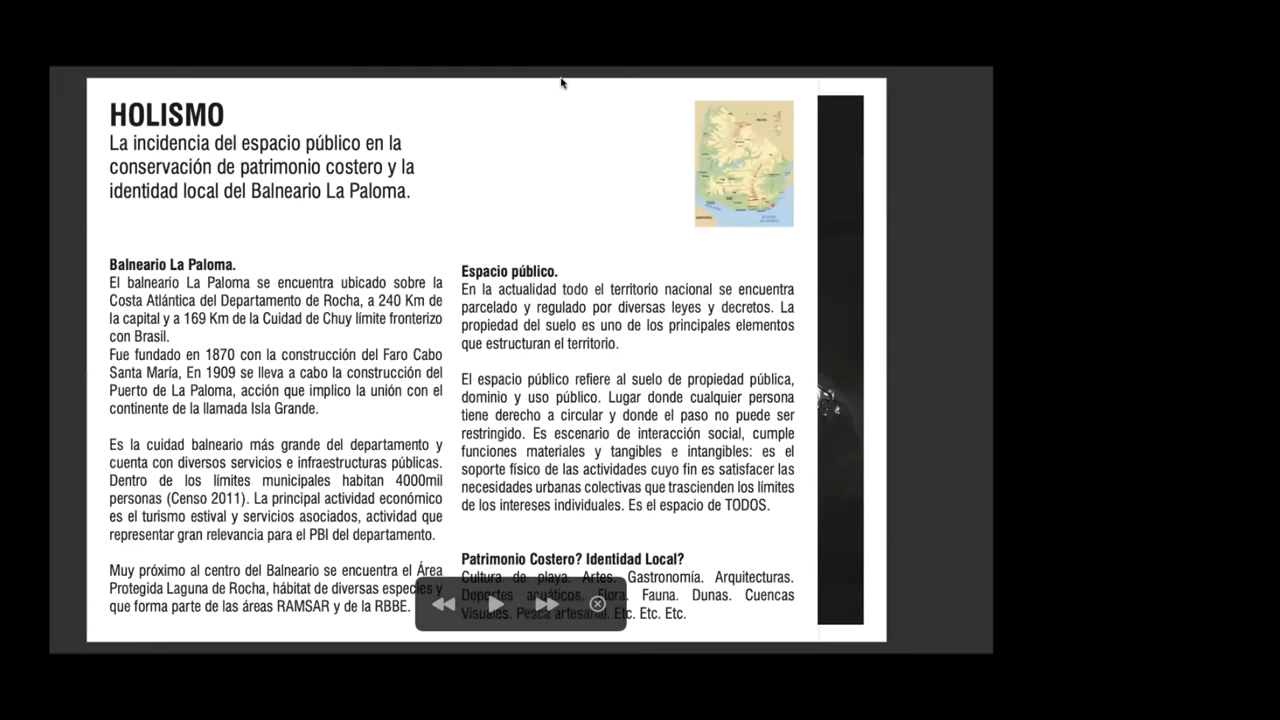 HOLISMO
La incidencia del espacio público en la
conservación de patrimonio costero y la
identidad local del Balneario La Paloma.
Balneario La Paloma.
El balneario La Paloma se encuentra ubicado sobre la
Costa Atlántica del Departamento de Rocha, a 240 Km de
la capital y a 169 Km de la Cuidad de Chuy límite fronterizo
con Brasil.
Fue fundado en 1870 con la construcción del Faro Cabo
Santa María, En 1909 se lleva a cabo la construcción del
Puerto de La Paloma, acción que implico la unión con el
continente de la llamada Isla Grande.
Es la cuidad balneario más grande del departamento y
cuenta con diversos servicios e infraestructuras públicas.
Dentro de los límites municipales habitan 4000mil
personas (Censo 2011). La principal actividad económico
es el turismo estival y servicios asociados, actividad que
representar gran relevancia para el PBI del departamento.
Muy próximo al centro del Balneario se encuentra el Área
Protegida Laguna de Rocha, hábitat de diversas especies y
que forma parte de las áreas RAMSAR y de la RBBE.
Espacio público.
En la actualidad todo el territorio nacional se encuentra
parcelado y regulado por diversas leyes y decretos. La
propiedad del suelo es uno de los principales elementos
que estructuran el territorio.
El espacio público refiere al suelo de propiedad pública,
dominio y uso público. Lugar donde cualquier persona
tiene derecho a circular y donde el paso no puede ser
restringido. Es escenario de interacción social, cumple
funciones materiales y tangibles e intangibles: es el
soporte físico de las actividades cuyo fin es satisfacer las
necesidades urbanas colectivas que trascienden los límites
de los intereses individuales. Es el espacio de TODOS.
Patrimonio Costero? Identidad Local?
Cultura de playa. Artes. Gastronomía. Arquitecturas.
Deportes acuáticos. Flora. Fauna. Dunas. Cuencas
Visuales. Pesca artesanal. Etc. Etc. Etc.